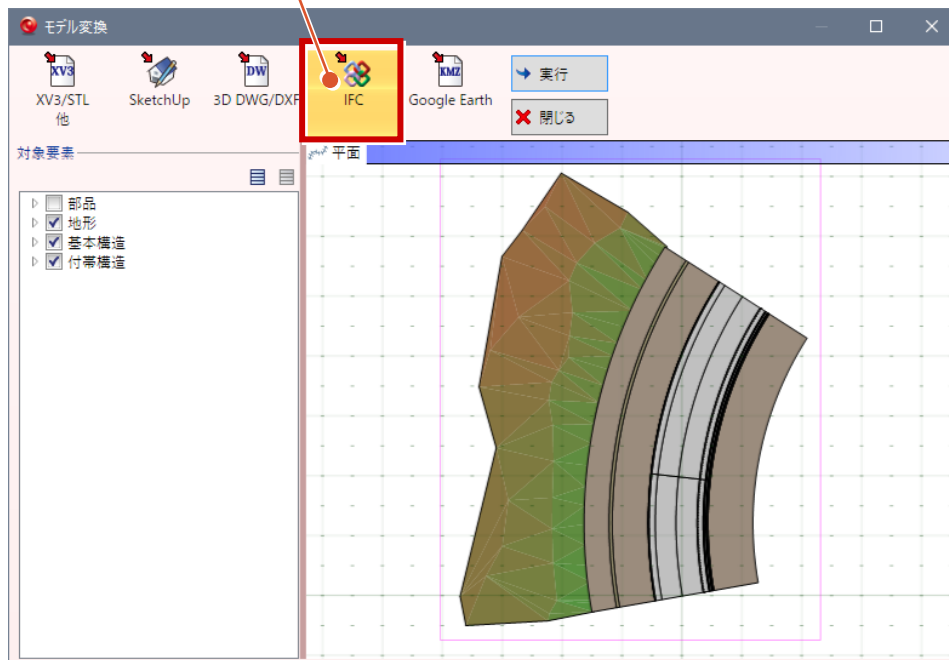 モデル変換
XV3
DW
KMZ
XV3/STL
他
SketchUp
3D DWG/DXF
IFC
Google Earth
実行
閉じる
対象要素
平面
部品
地形
基本構造
付帯構造